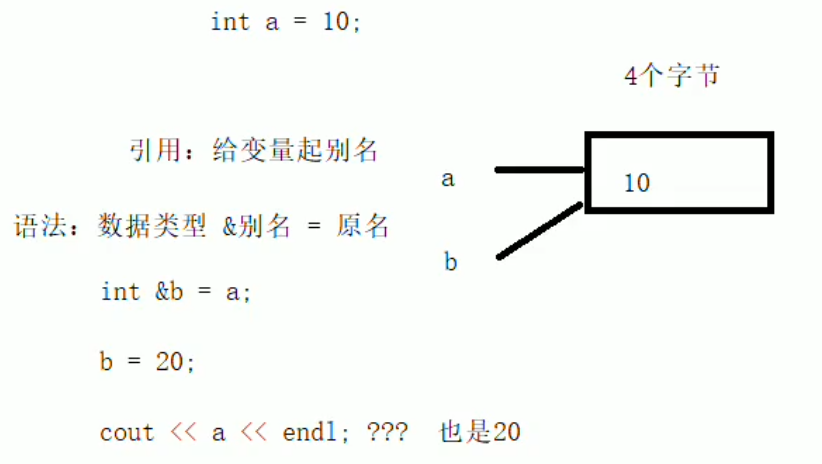 int a = 10;
4个字节
引用：给变量起别名
a
10
语法：数据类型 &别名 = 原名
b
int &b = a;
b = 20;
cout << a << endl; ??? 也是20